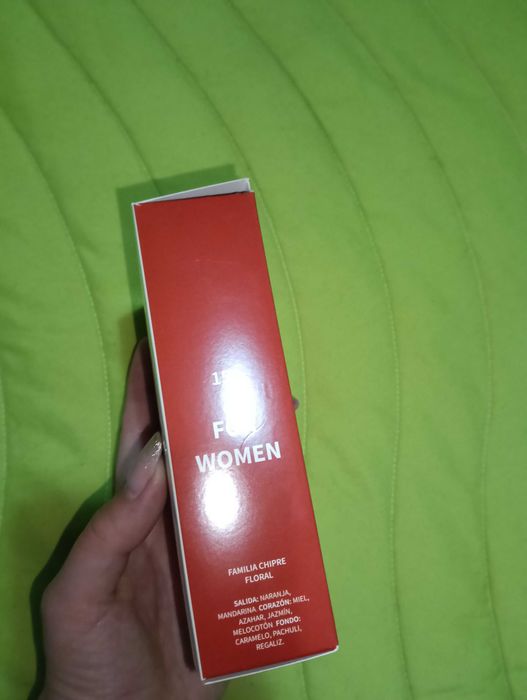 WOMEN
FAMILIA CHIPRE
FLORAL
SALIDA: NARANJA,
MANDARINA CORAZÓN: MIEL,
AZAHAR, JAZMÍN,
MELOCOTÓN FONDO:
CARAMELO, PACHULI,
REGALIZ.